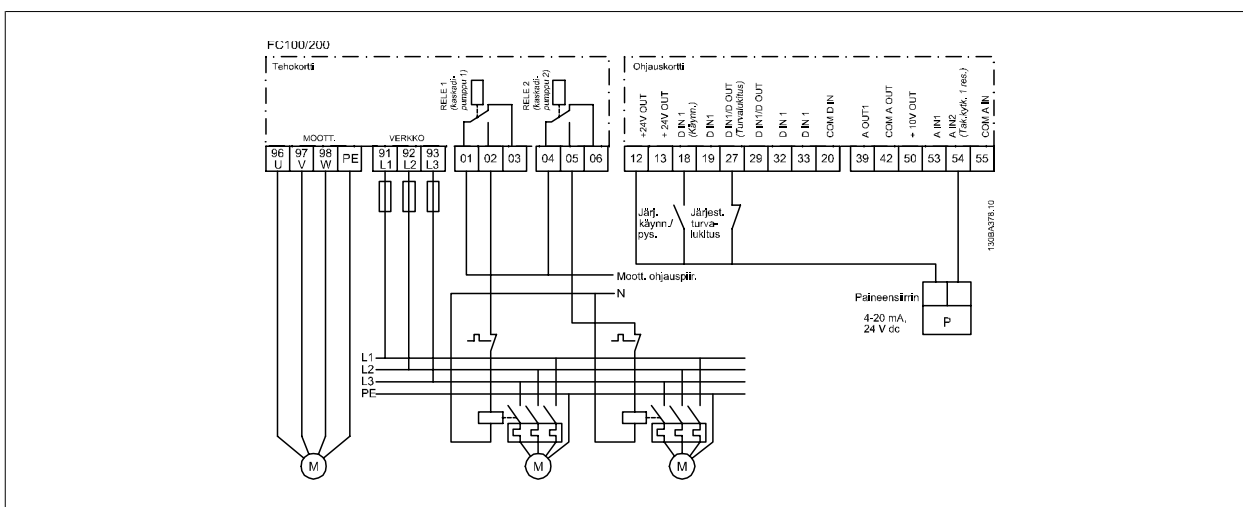 FC100/200
Tehokortti
Ohjauskortti
RELE 1
(kaskadi-
pumppu 1)
RELE 2
(kaskadi-
pumppu 2)
+24V OUT
+ 24V OUT
D IN 1
(Käynn.)
D IN1
D IN1/D OUT
(Turvalukitus)
D IN1/D OUT
D IN 1
D IN 1
COM D IN
A OUT1
COM A OUT
+ 10V OUT
A IN1
A IN2
(Tak.kytk. 1 res.)
COM A IN
MOOTT.
VERKKO
96 97 98 PE 91 92 93 01 02 03 04 05 06 12 13 18 19 27 29 32 33 20 39 42 50 53 54 55
U V W L1 L2 L3
Järj.
käynn./
pys.
Järjest.
turva-
lukitus
130BA378.10
Moott. ohjauspiir.
N
Paineensiirrin
4-20 mA,
24 V dc
P
L1
L2
L3
PE
M M M